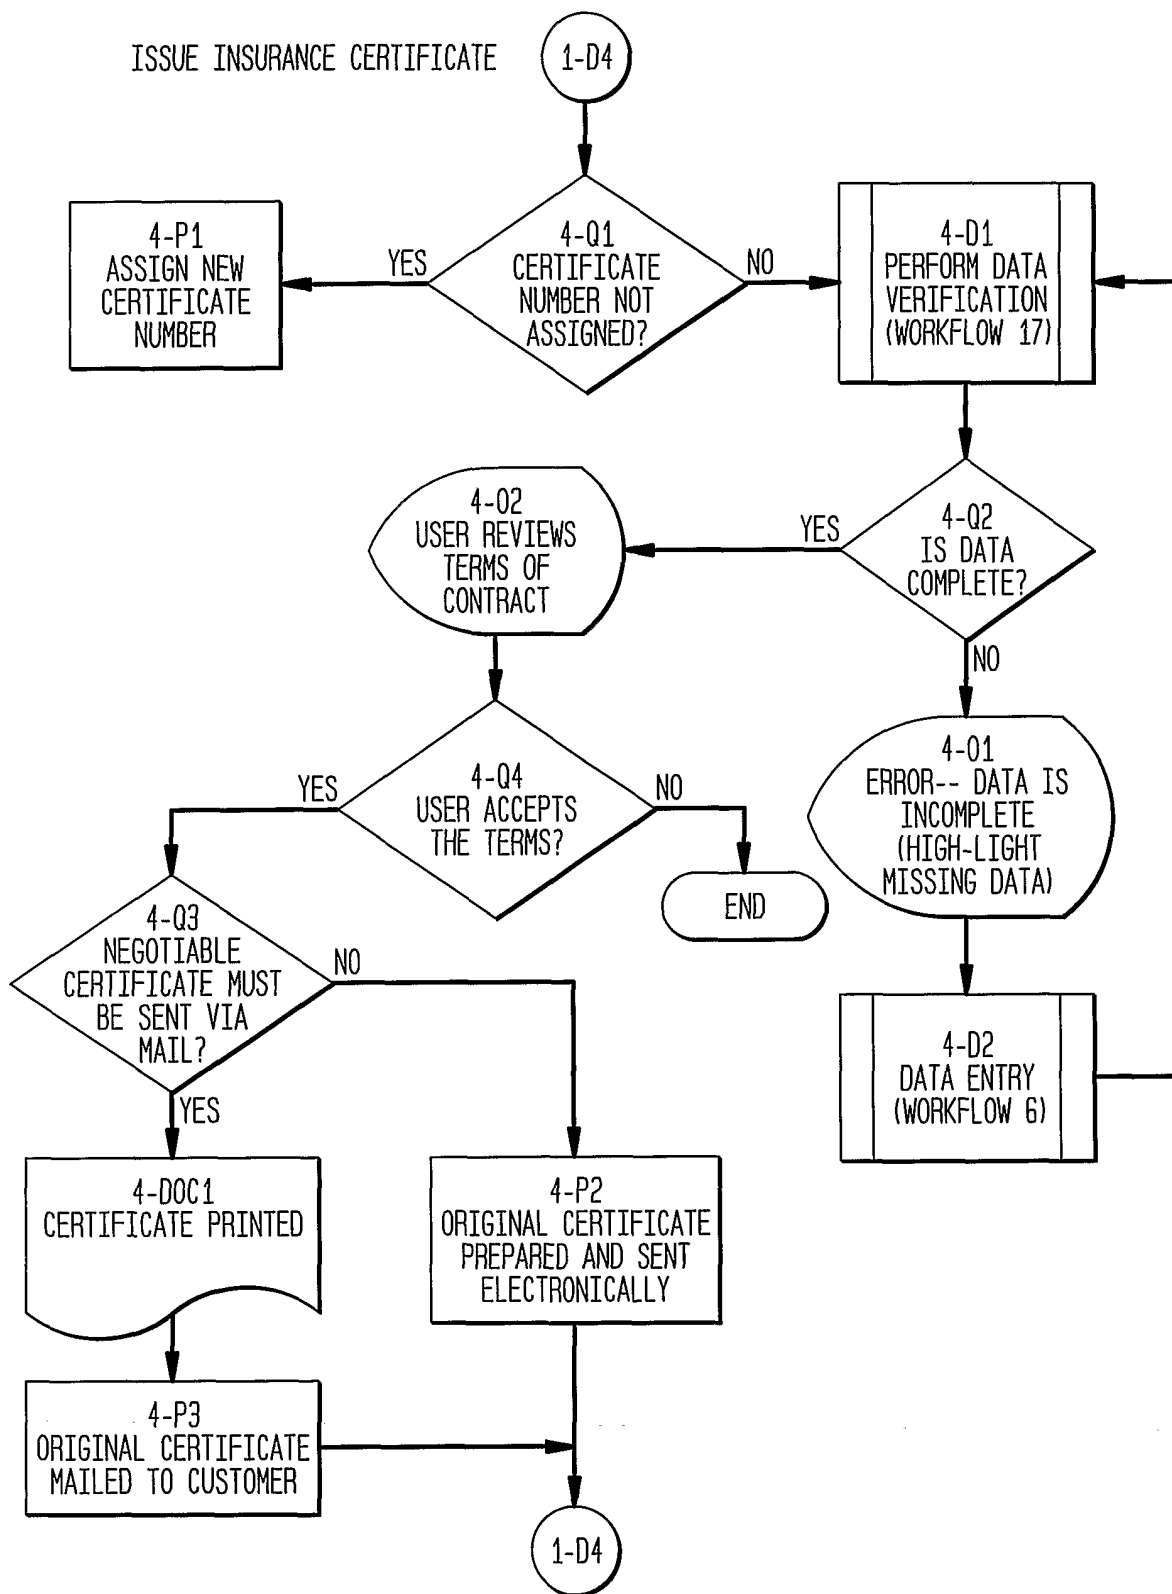 ISSUE INSURANCE CERTIFICATE
1-D4
4-P1
ASSIGN NEW
CERTIFICATE
NUMBER
YES
4-Q1
CERTIFICATE
NUMBER NOT
ASSIGNED?
NO
4-D1
PERFORM DATA
VERIFICATION
(WORKFLOW 17)
4-O2
USER REVIEWS
TERMS OF
CONTRACT
YES
4-Q2
IS DATA
COMPLETE?
NO
4-O1
ERROR-- DATA IS
INCOMPLETE
(HIGH-LIGHT
MISSING DATA)
YES
4-Q4
USER ACCEPTS
THE TERMS?
NO
END
4-Q3
NEGOTIABLE
CERTIFICATE MUST
BE SENT VIA
MAIL?
NO
YES
4-D2
DATA ENTRY
(WORKFLOW 6)
4-DOC1
CERTIFICATE PRINTED
4-P2
ORIGINAL CERTIFICATE
PREPARED AND SENT
ELECTRONICALLY
4-P3
ORIGINAL CERTIFICATE
MAILED TO CUSTOMER
1-D4